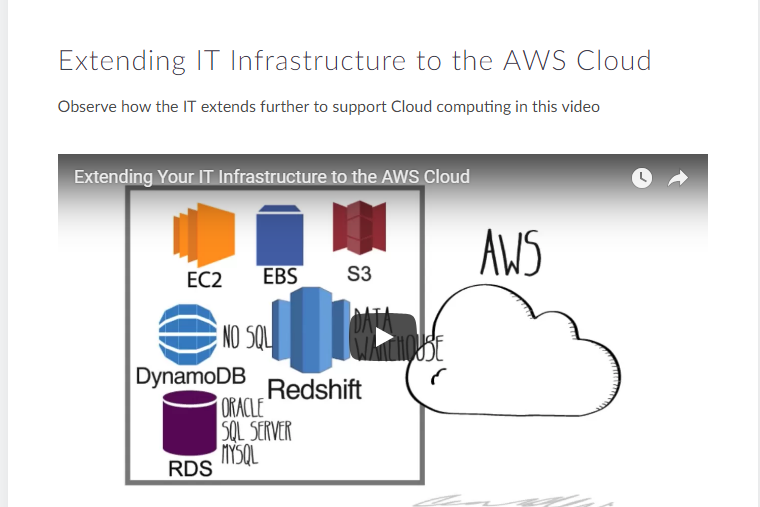 Extending IT Infrastructure to the AWS Cloud
Observe how the IT extends further to support Cloud computing in this video
Extending Your IT Infrastructure to the AWS Cloud
AWS
EC2
EBS
S3
NO SQL
DATA
WAREHOUSE
DynamoDB
Redshift
ORACLE
SQL SERVER
MYSQL
RDS